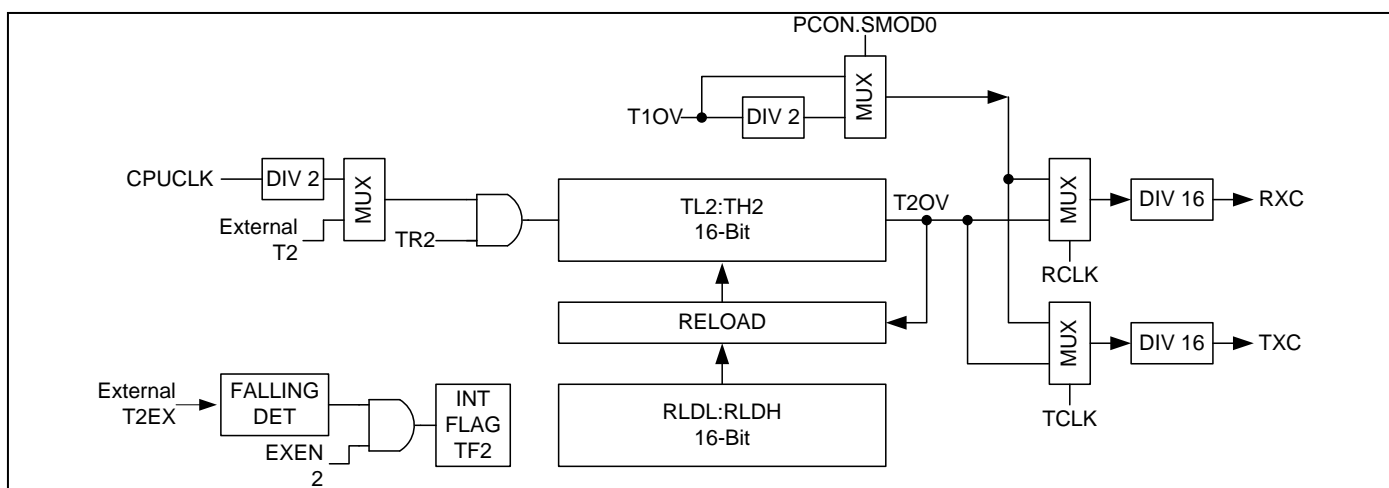 PCON.SMOD0
MUX
T1OV
DIV 2
CPUCLK
DIV 2
MUX
External
T2
TR2
TL2:TH2
16-Bit
T2OV
MUX
DIV 16
RXC
RCLK
RELOAD
MUX
DIV 16
TXC
TCLK
External
T2EX
FALLING
DET
EXEN
2
INT
FLAG
TF2
RLDL:RLDH
16-Bit